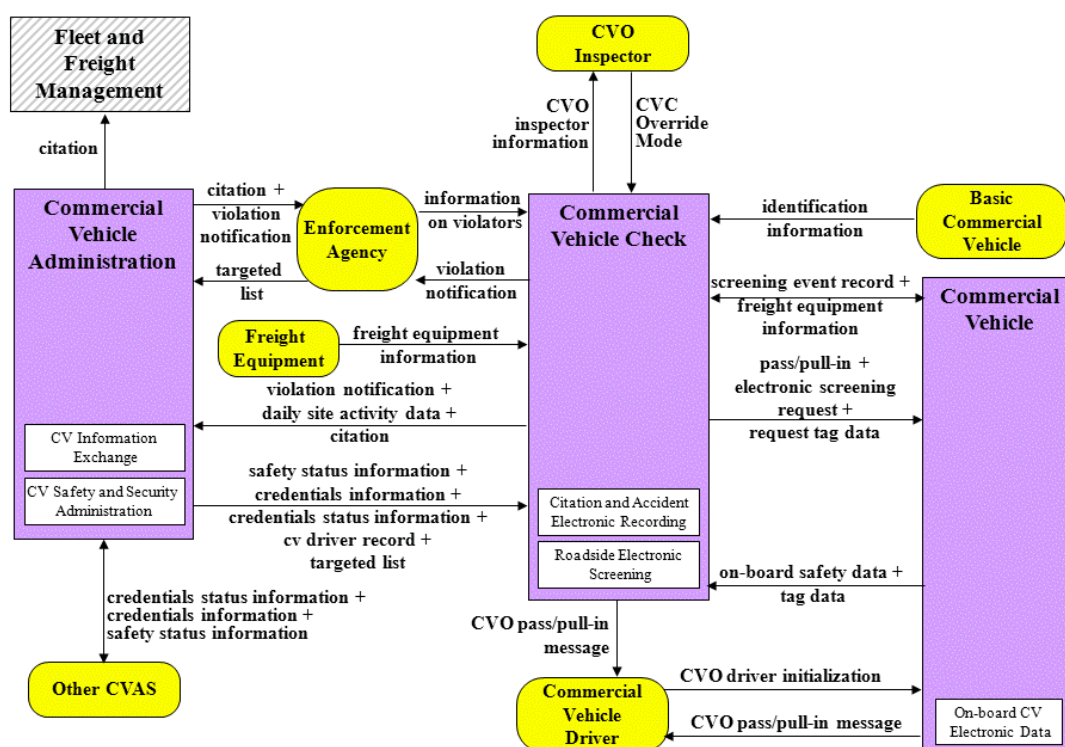 Fleet and
Freight
Management
CVO
Inspector
citation
CVO
inspector
information
CVC
Override
Mode
Commercial
Vehicle
Administration
citation +
violation
notification
Enforcement
Agency
information
on violators
targeted
list
violation
notification
Commercial
Vehicle Check
identification
information
Basic
Commercial
Vehicle
screening event record +
freight equipment
information
Commercial
Vehicle
Freight
Equipment
freight equipment
information
pass/pull-in +
electronic screening
request +
request tag data
violation notification +
daily site activity data +
citation
CV Information
Exchange
CV Safety and Security
Administration
safety status information +
credentials information +
credentials status information +
cv driver record +
targeted list
Citation and Accident
Electronic Recording
Roadside Electronic
Screening
on-board safety data +
tag data
credentials status information +
credentials information +
safety status information
CVO pass/pull-in
message
Other CVAS
Commercial
Vehicle
Driver
CVO driver initialization
CVO pass/pull-in message
On-board CV
Electronic Data